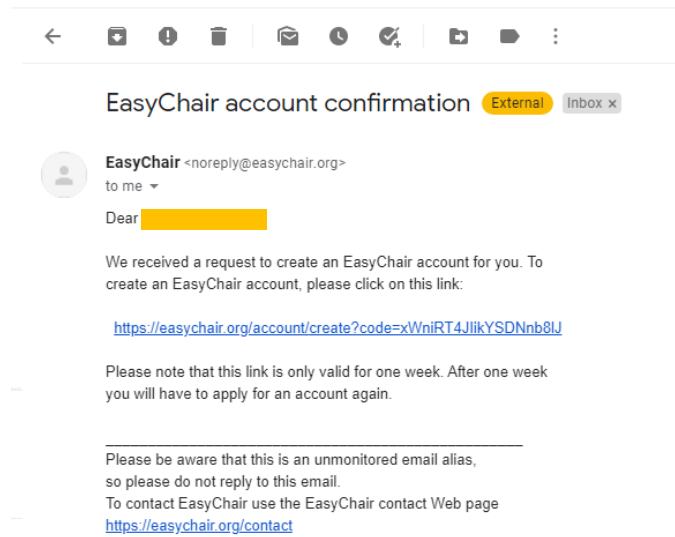 EasyChair account confirmation External Inbox ×
EasyChair <noreply@easychair.org>
to me
Dear
We received a request to create an EasyChair account for you. To
create an EasyChair account, please click on this link:
https://easychair.org/account/create?code=xWniRT4JlikYSDNnb8lJ
Please note that this link is only valid for one week. After one week
you will have to apply for an account again.
Please be aware that this is an unmonitored email alias,
so please do not reply to this email.
To contact EasyChair use the EasyChair contact Web page
https://easychair.org/contact